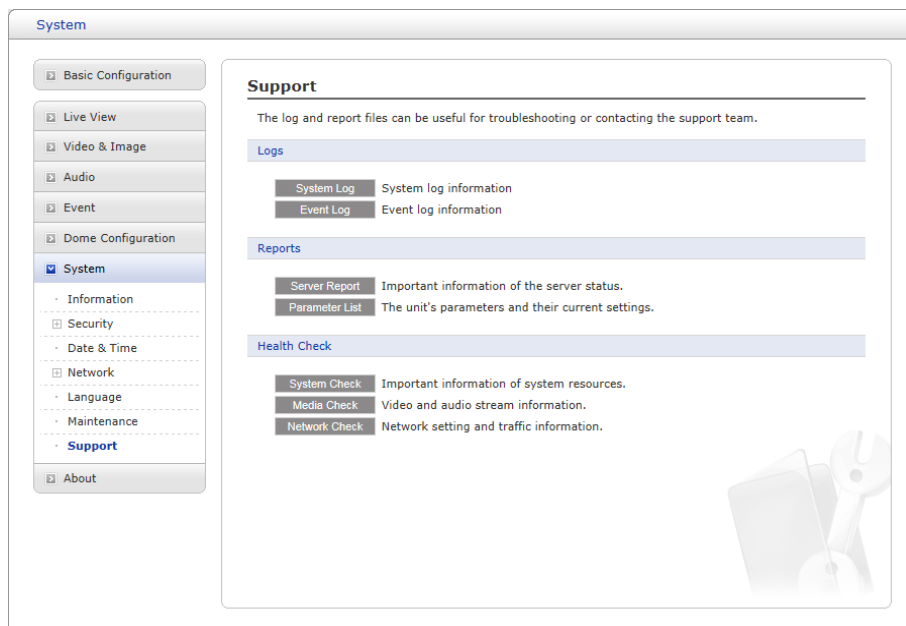 System
Basic Configuration
Live View
Video & Image
Audio
Event
Dome Configuration
System
· Information
Security
· Date & Time
Network
· Language
· Maintenance
· Support
About
Support
The log and report files can be useful for troubleshooting or contacting the support team.
Logs
System Log System log information
Event Log Event log information
Reports
Server Report Important information of the server status.
Parameter List The unit's parameters and their current settings.
Health Check
System Check Important information of system resources.
Media Check Video and audio stream information.
Network Check Network setting and traffic information.